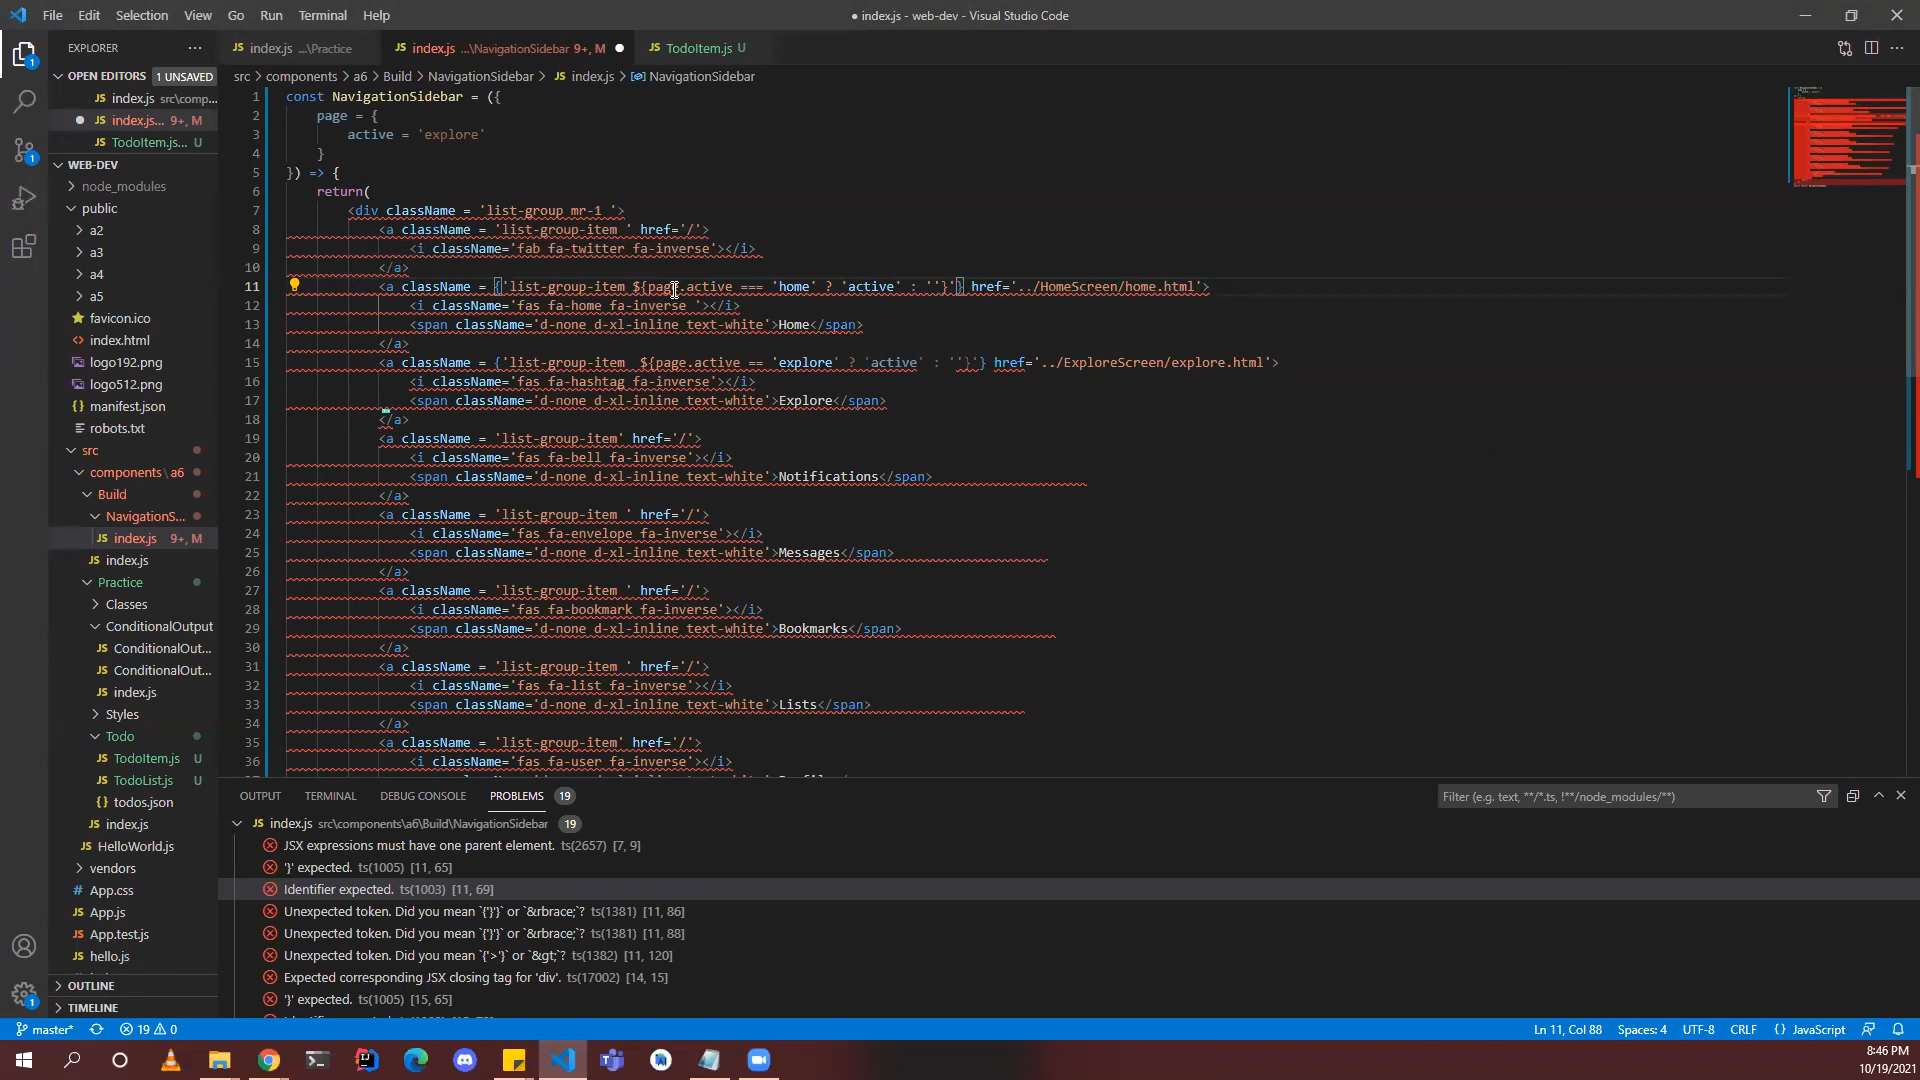 File Edit Selection View Go Run Terminal Help
● index.js - web-dev - Visual Studio Code
EXPLORER
index.js ...\Practice
index.js ...\NavigationSidebar 9+, M
TodoItem.js U
OPEN EDITORS 1 UNSAVED
index.js src\comp...
index.js... 9+, M
TodoItem.js... U
WEB-DEV
node_modules
public
a2
a3
a4
a5
favicon.ico
index.html
logo192.png
logo512.png
manifest.json
robots.txt
src
components \ a6
Build
NavigationS...
index.js 9+, M
index.js
Practice
Classes
ConditionalOutput
ConditionalOut...
ConditionalOut...
index.js
Styles
Todo
TodoItem.js U
TodoList.js U
todos.json
index.js
HelloWorld.js
vendors
App.css
App.js
App.test.js
hello.js
OUTLINE
TIMELINE
src > components > a6 > Build > NavigationSidebar > index.js > NavigationSidebar
1 const NavigationSidebar = ({
2 page = {
3 active = 'explore'
4 }
5 }) => {
6 return(
7 <div className = 'list-group mr-1 '>
8 <a className = 'list-group-item ' href='/'>
9 <i className='fab fa-twitter fa-inverse'></i>
10 </a>
11 <a className = {'list-group-item ${page.active === 'home' ? 'active' : ''}'} href='../HomeScreen/home.html'>
12 <i className='fas fa-home fa-inverse '></i>
13 <span className='d-none d-xl-inline text-white'>Home</span>
14 </a>
15 <a className = {'list-group-item  ${page.active == 'explore' ? 'active' : ''}'} href='../ExploreScreen/explore.html'>
16 <i className='fas fa-hashtag fa-inverse'></i>
17 <span className='d-none d-xl-inline text-white'>Explore</span>
18 </a>
19 <a className = 'list-group-item' href='/'>
20 <i className='fas fa-bell fa-inverse'></i>
21 <span className='d-none d-xl-inline text-white'>Notifications</span>
22 </a>
23 <a className = 'list-group-item ' href='/'>
24 <i className='fas fa-envelope fa-inverse'></i>
25 <span className='d-none d-xl-inline text-white'>Messages</span>
26 </a>
27 <a className = 'list-group-item ' href='/'>
28 <i className='fas fa-bookmark fa-inverse'></i>
29 <span className='d-none d-xl-inline text-white'>Bookmarks</span>
30 </a>
31 <a className = 'list-group-item ' href='/'>
32 <i className='fas fa-list fa-inverse'></i>
33 <span className='d-none d-xl-inline text-white'>Lists</span>
34 </a>
35 <a className = 'list-group-item' href='/'>
36 <i className='fas fa-user fa-inverse'></i>
OUTPUT TERMINAL DEBUG CONSOLE PROBLEMS 19
Filter (e.g. text, **/*.ts, !**/node_modules/**)
index.js src\components\a6\Build\NavigationSidebar 19
JSX expressions must have one parent element. ts(2657) [7, 9]
'}' expected. ts(1005) [11, 65]
Identifier expected. ts(1003) [11, 69]
Unexpected token. Did you mean `{'}'}` or `&rbrace;`? ts(1381) [11, 86]
Unexpected token. Did you mean `{'}'}` or `&rbrace;`? ts(1381) [11, 88]
Unexpected token. Did you mean `{'>'}` or `&gt;`? ts(1382) [11, 120]
Expected corresponding JSX closing tag for 'div'. ts(17002) [14, 15]
'}' expected. ts(1005) [15, 65]
master* 19 0
Ln 11, Col 88 Spaces: 4 UTF-8 CRLF {} JavaScript
8:46 PM
10/19/2021